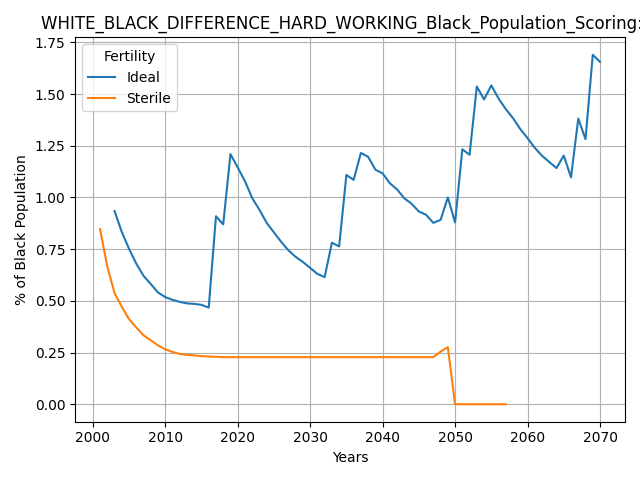 WHITE_BLACK_DIFFERENCE_HARD_WORKING_Black_Population_Scoring:
Fertility
Ideal
Sterile
% of Black Population
1.75
1.50
1.25
1.00
0.75
0.50
0.25
0.00
2000 2010 2020 2030 2040 2050 2060 2070
Years